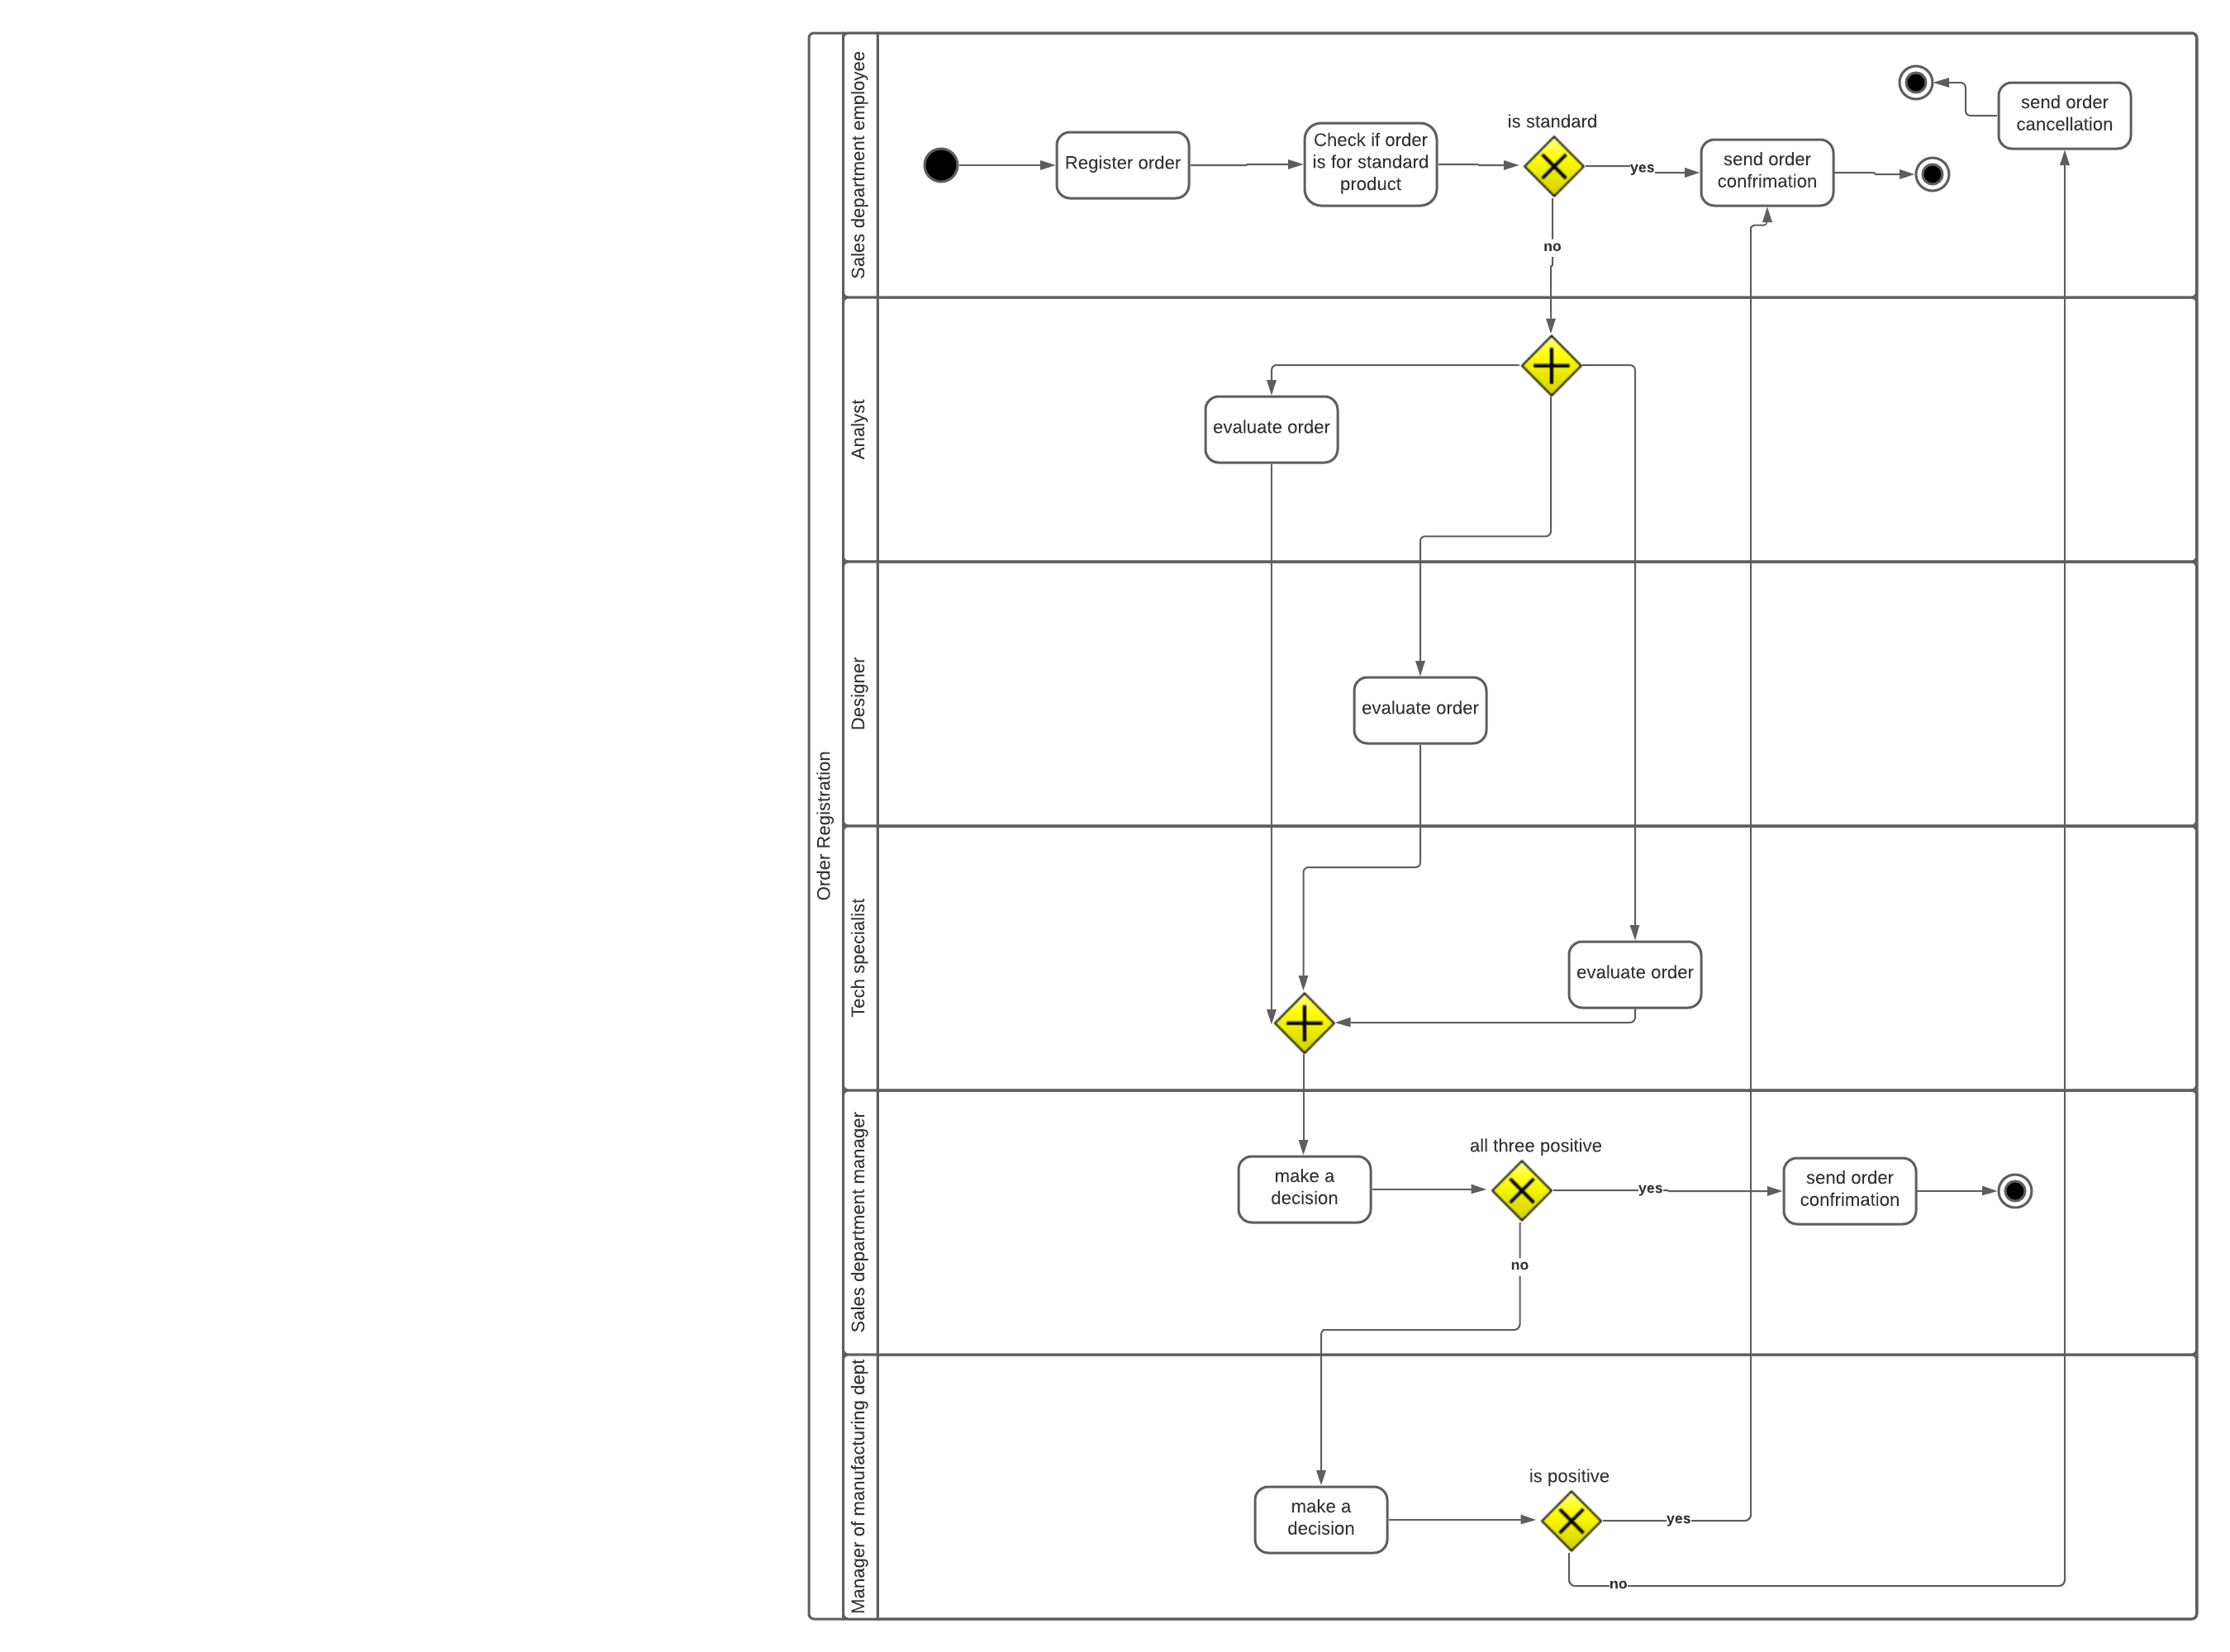 Order Registration
Sales department employee
Register order
Check if order
is for standard
product
is standard
yes
no
send order
confrimation
send order
cancellation
Analyst
evaluate order
Designer
evaluate order
Tech specialist
evaluate order
Sales department manager
make a
decision
all three positive
yes
no
send order
confrimation
Manager of manufacturing dept
make a
decision
is positive
yes
no